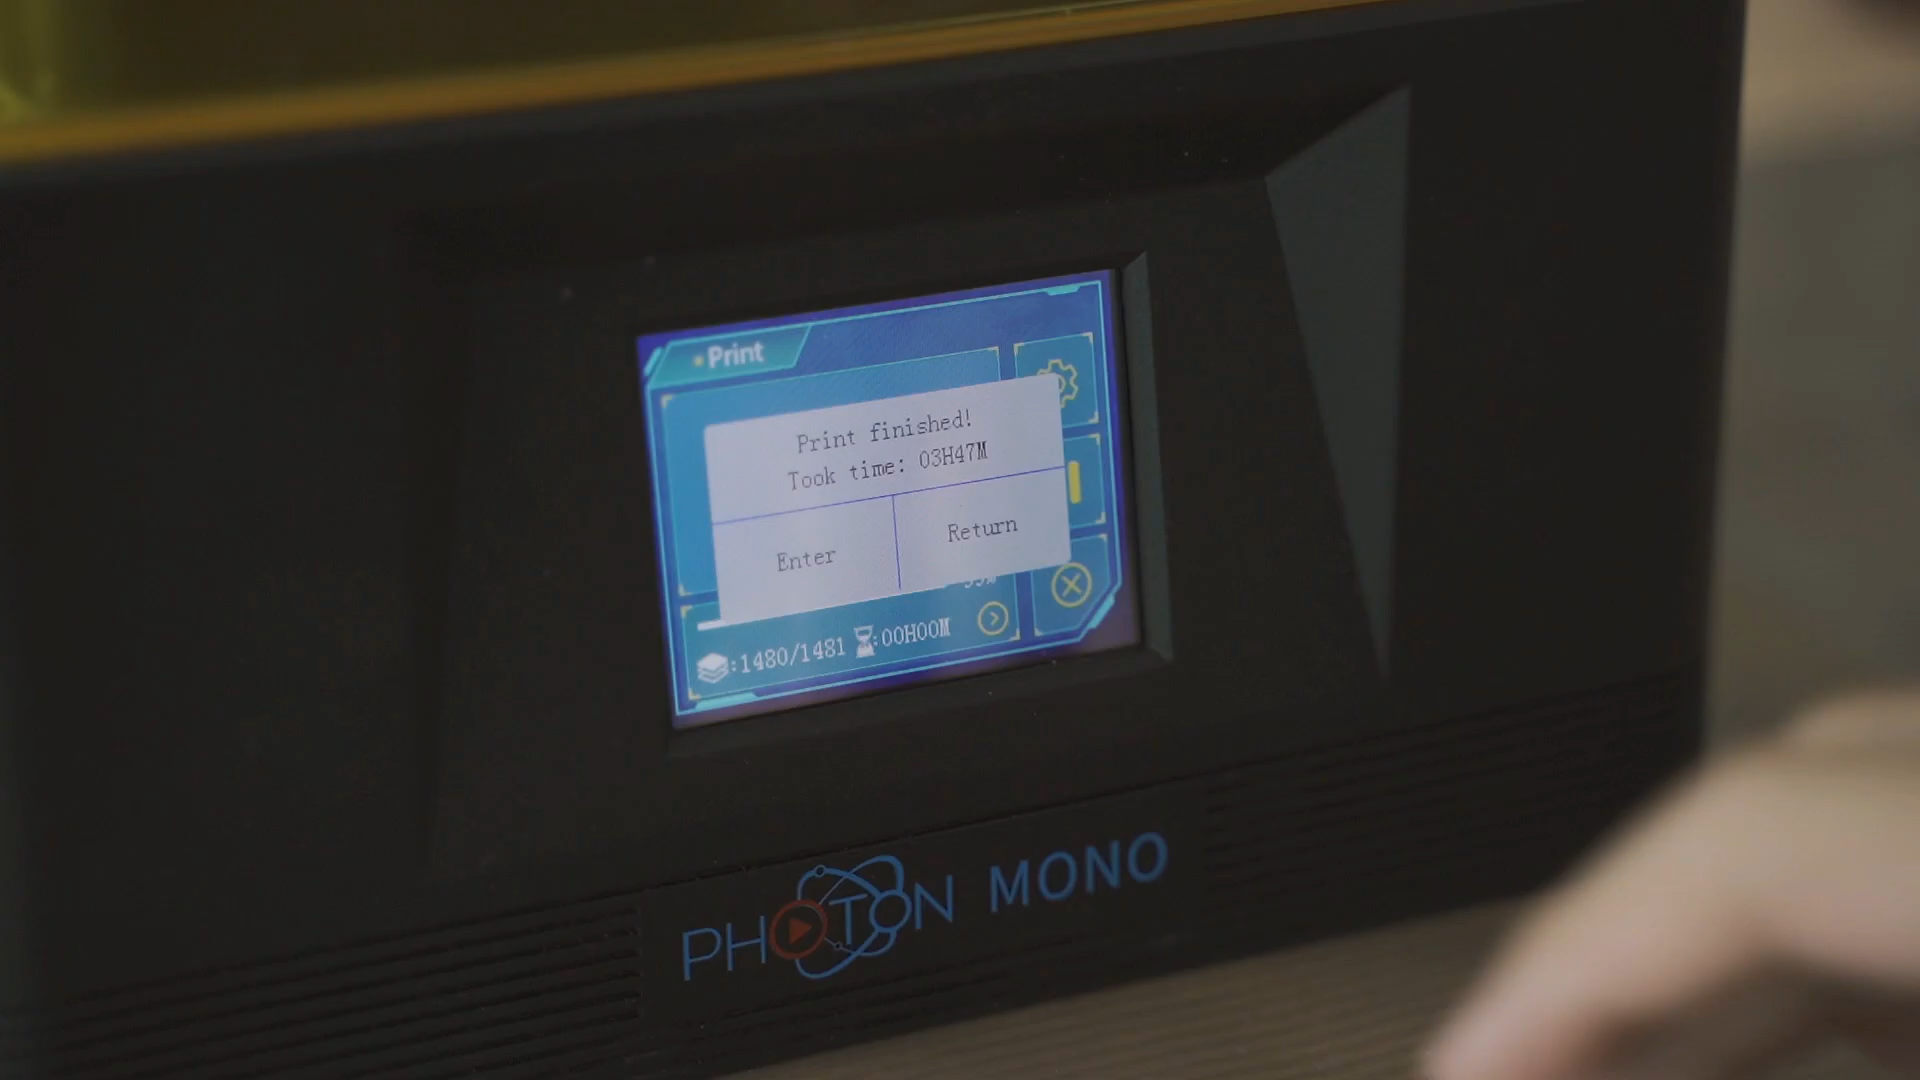 Print
Print finished!
Took time: 03H47M
Enter
Return
:1480/1481 :00H00M
PHOTON MONO